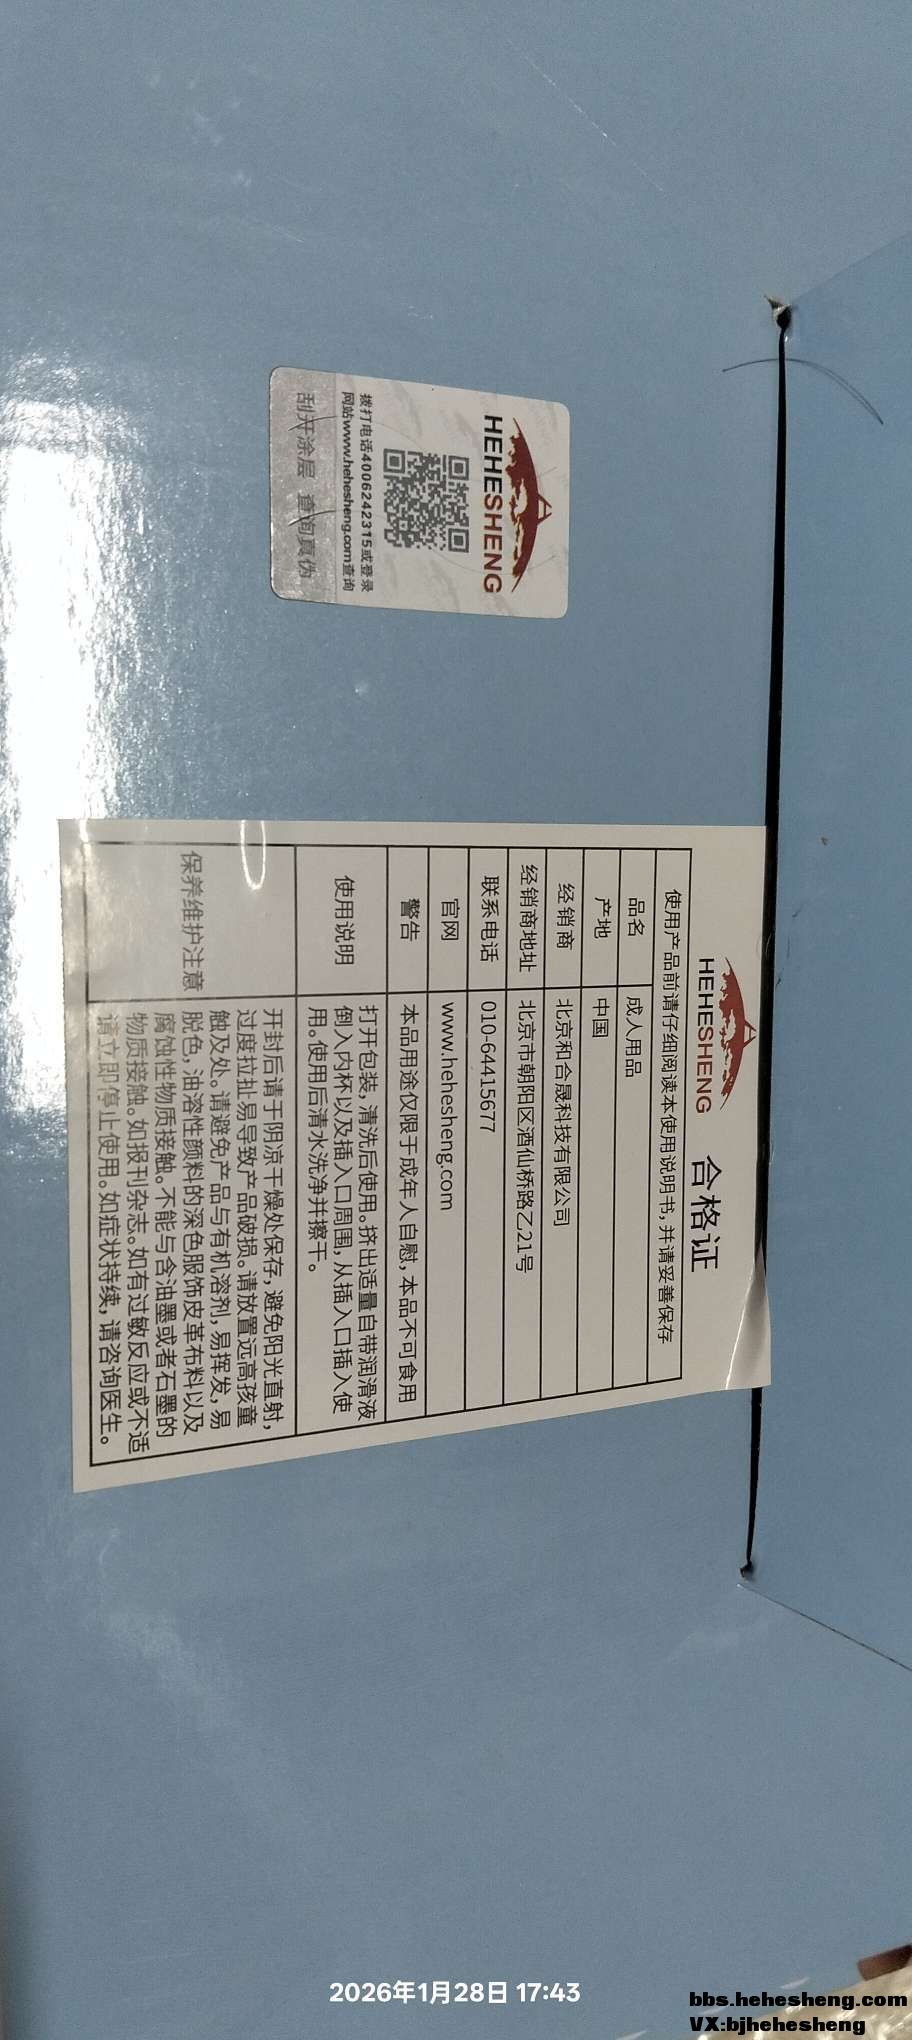 HEHESHENG
拨打电话4006242315或登录
网站www.hehesheng.com查询
刮开涂层 查询真伪
HEHESHENG
合格证
使用产品前请仔细阅读本使用说明书，并请妥善保存
品名 成人用品
产地 中国
经销商 北京和合晟科技有限公司
经销商地址 北京市朝阳区酒仙桥路乙21号
联系电话 010-64415677
官网 www.hehesheng.com
警告 本品用途仅限于成年人自慰，本品不可食用
使用说明
打开包装，清洗后使用。挤出适量自带润滑液
倒入内杯以及插入口周围，从插入口插入使
用。使用后清水洗净并擦干。
保养维护注意
开封后请于阴凉干燥处保存，避免阳光直射，
过度拉扯易导致产品破损。请放置远高孩童
触及处。请避免产品与有机溶剂，易挥发，易
脱色，油溶性颜料的深色服饰皮革布料以及
腐蚀性物质接触。不能与含油墨或者石墨的
物质接触。如报刊杂志。如有过敏反应或不适
请立即停止使用。如症状持续，请咨询医生。
2026年1月28日 17:43
bbs.hehesheng.com
VX:bjhehesheng